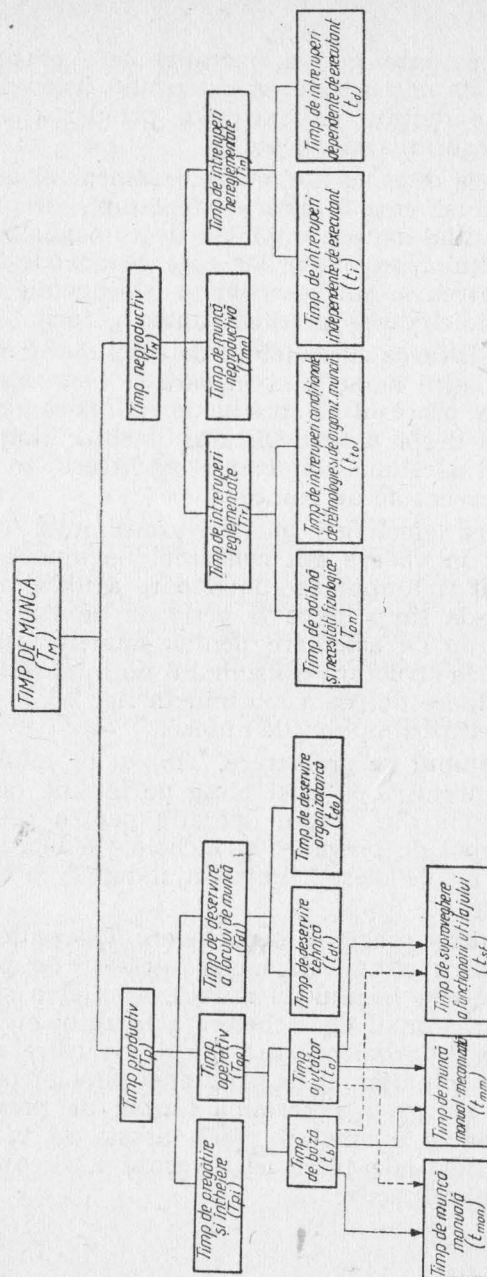 TIMP DE MUNCĂ
(T_M)
Timp productiv
(T_p)
Timp neproductiv
(T_N)
Timp de pregătire
și încheiere
(T_pi)
Timp
operativ
(T_op)
Timp de deservire
a locului de muncă
(T_dl)
Timp de întreruperi
reglementate
(T_ir)
Timp de muncă
neproductivă
(T_mn)
Timp de întreruperi
nereglementate
(T_in)
Timp
de bază
(t_b)
Timp
ajutător
(t_a)
Timp de deservire
tehnică
(t_dt)
Timp de deservire
organizatorică
(t_do)
Timp de odihnă
și necesități fiziologice
(T_on)
Timp de întreruperi condiționate
de tehnologie și de organiz. muncii
(t_to)
Timp de întreruperi
independente de executant
(t_i)
Timp de întreruperi
dependente de executant
(t_d)
Timp de muncă
manuală
(t_mon)
Timp de muncă
manual-mecanică
(t_mm)
Timp de supraveghere
a funcționării utilajului
(t_sf)